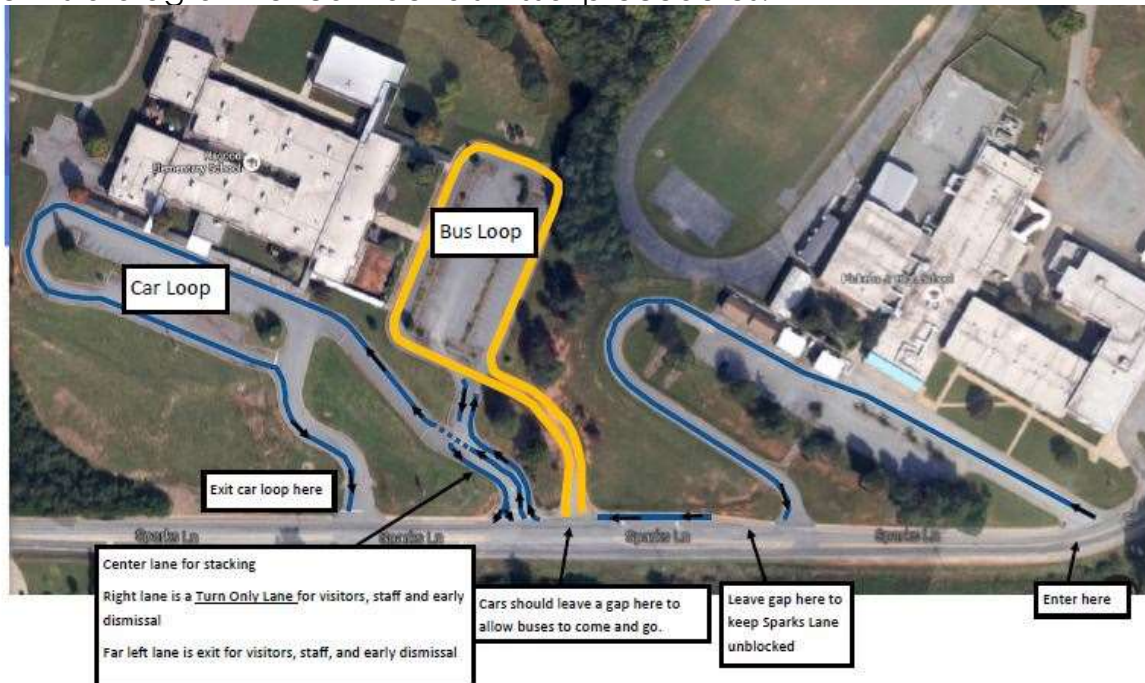 Elementary School
Bus Loop
Car Loop
Exit car loop here
Sparks Ln
Sparks Ln
Sparks Ln
Sparks Ln
Center lane for stacking
Right lane is a Turn Only Lane for visitors, staff and early
dismissal
Far left lane is exit for visitors, staff, and early dismissal
Cars should leave a gap here to
allow buses to come and go.
Leave gap here to
keep Sparks Lane
unblocked
Enter here